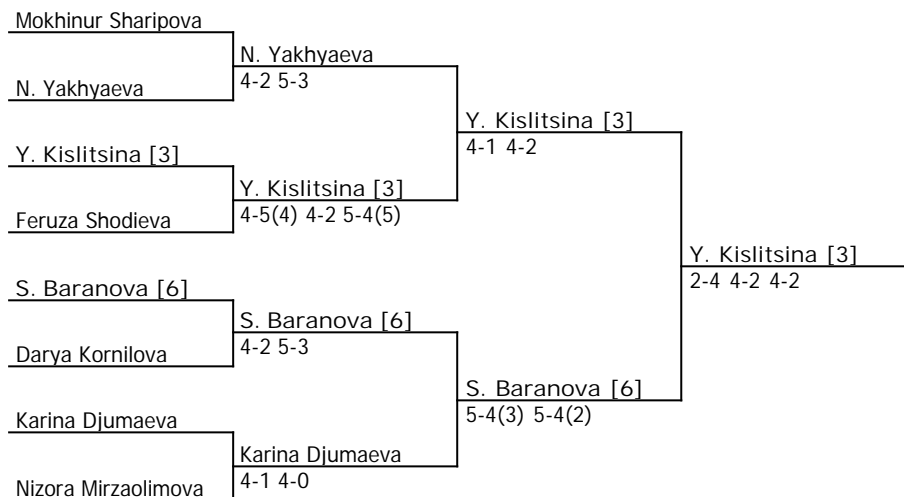 Mokhinur Sharipova
N. Yakhyaeva
4-2 5-3
N. Yakhyaeva
Y. Kislitsina [3]
4-1 4-2
Y. Kislitsina [3]
Y. Kislitsina [3]
4-5(4) 4-2 5-4(5)
Feruza Shodieva
Y. Kislitsina [3]
2-4 4-2 4-2
S. Baranova [6]
S. Baranova [6]
4-2 5-3
Darya Kornilova
S. Baranova [6]
5-4(3) 5-4(2)
Karina Djumaeva
Karina Djumaeva
4-1 4-0
Nizora Mirzaolimova